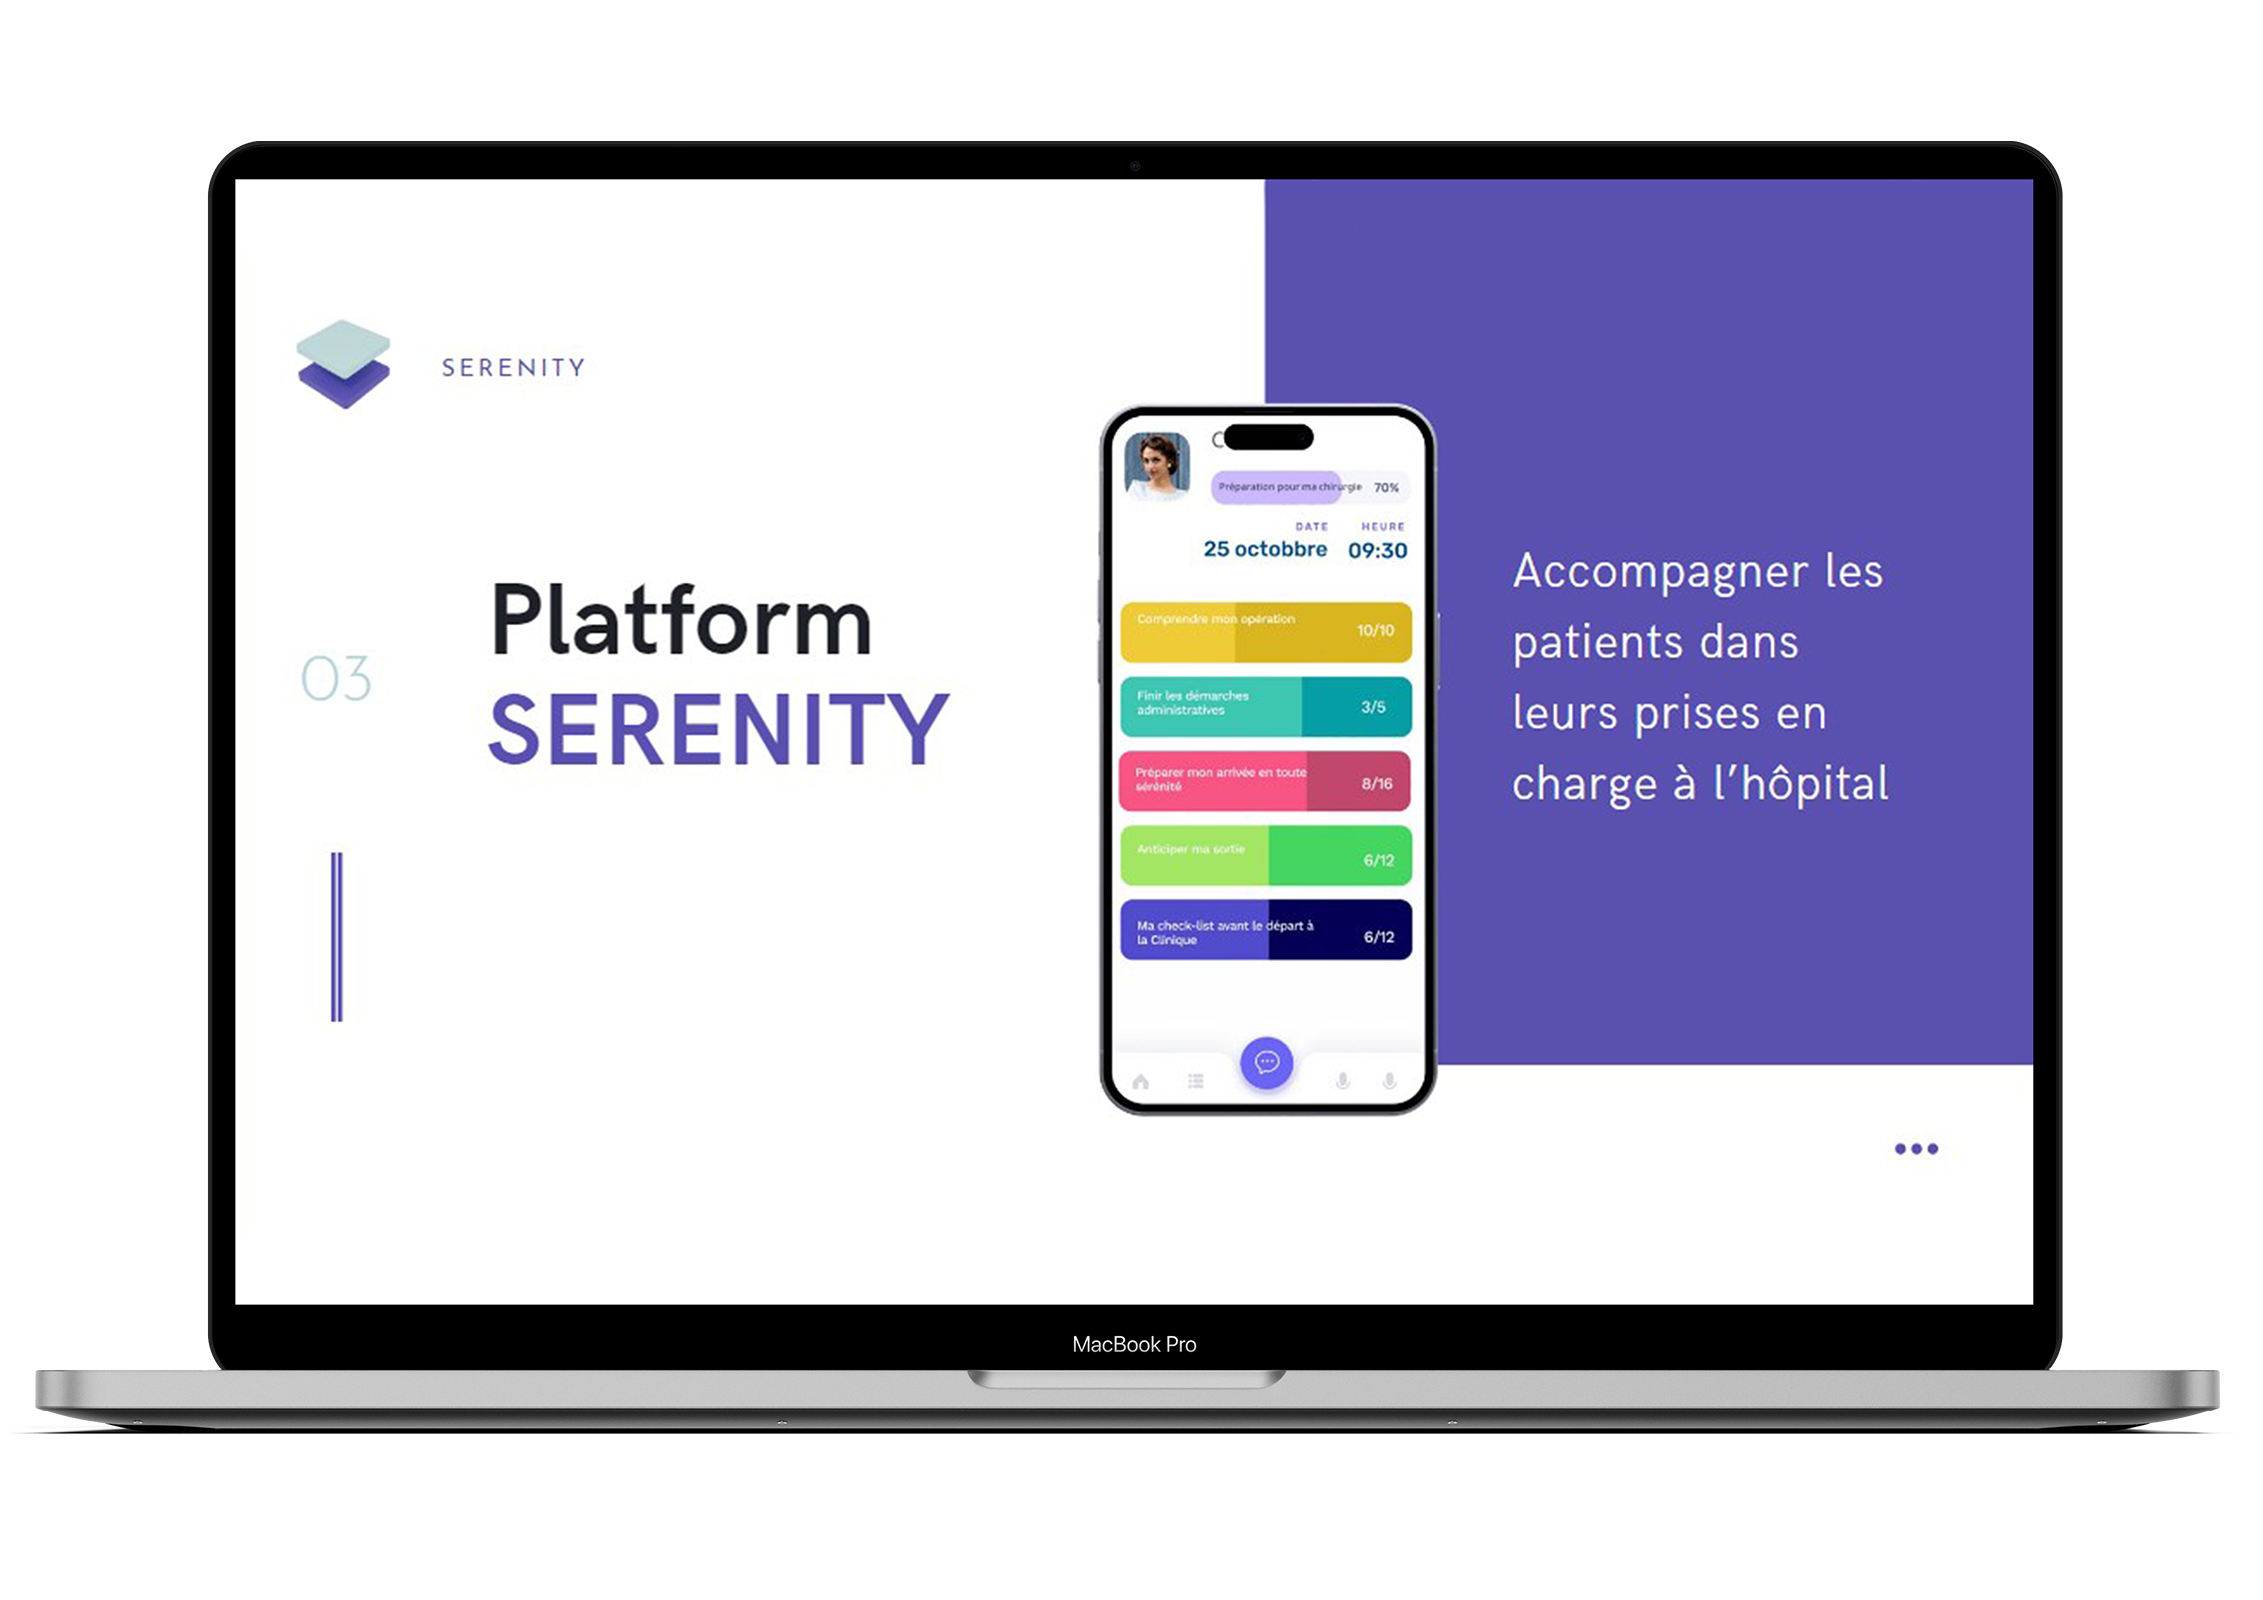 SERENITY
03
Platform
SERENITY
Préparation pour ma chirurgie 70%
DATE HEURE
25 octobbre 09:30
Comprendre mon opération
10/10
Finir les démarches
administratives
3/5
Préparer mon arrivée en toute
sérénité
8/16
Anticiper ma sortie
6/12
Ma check-list avant le départ à
la Clinique
6/12
Accompagner les
patients dans
leurs prises en
charge à l’hôpital
MacBook Pro